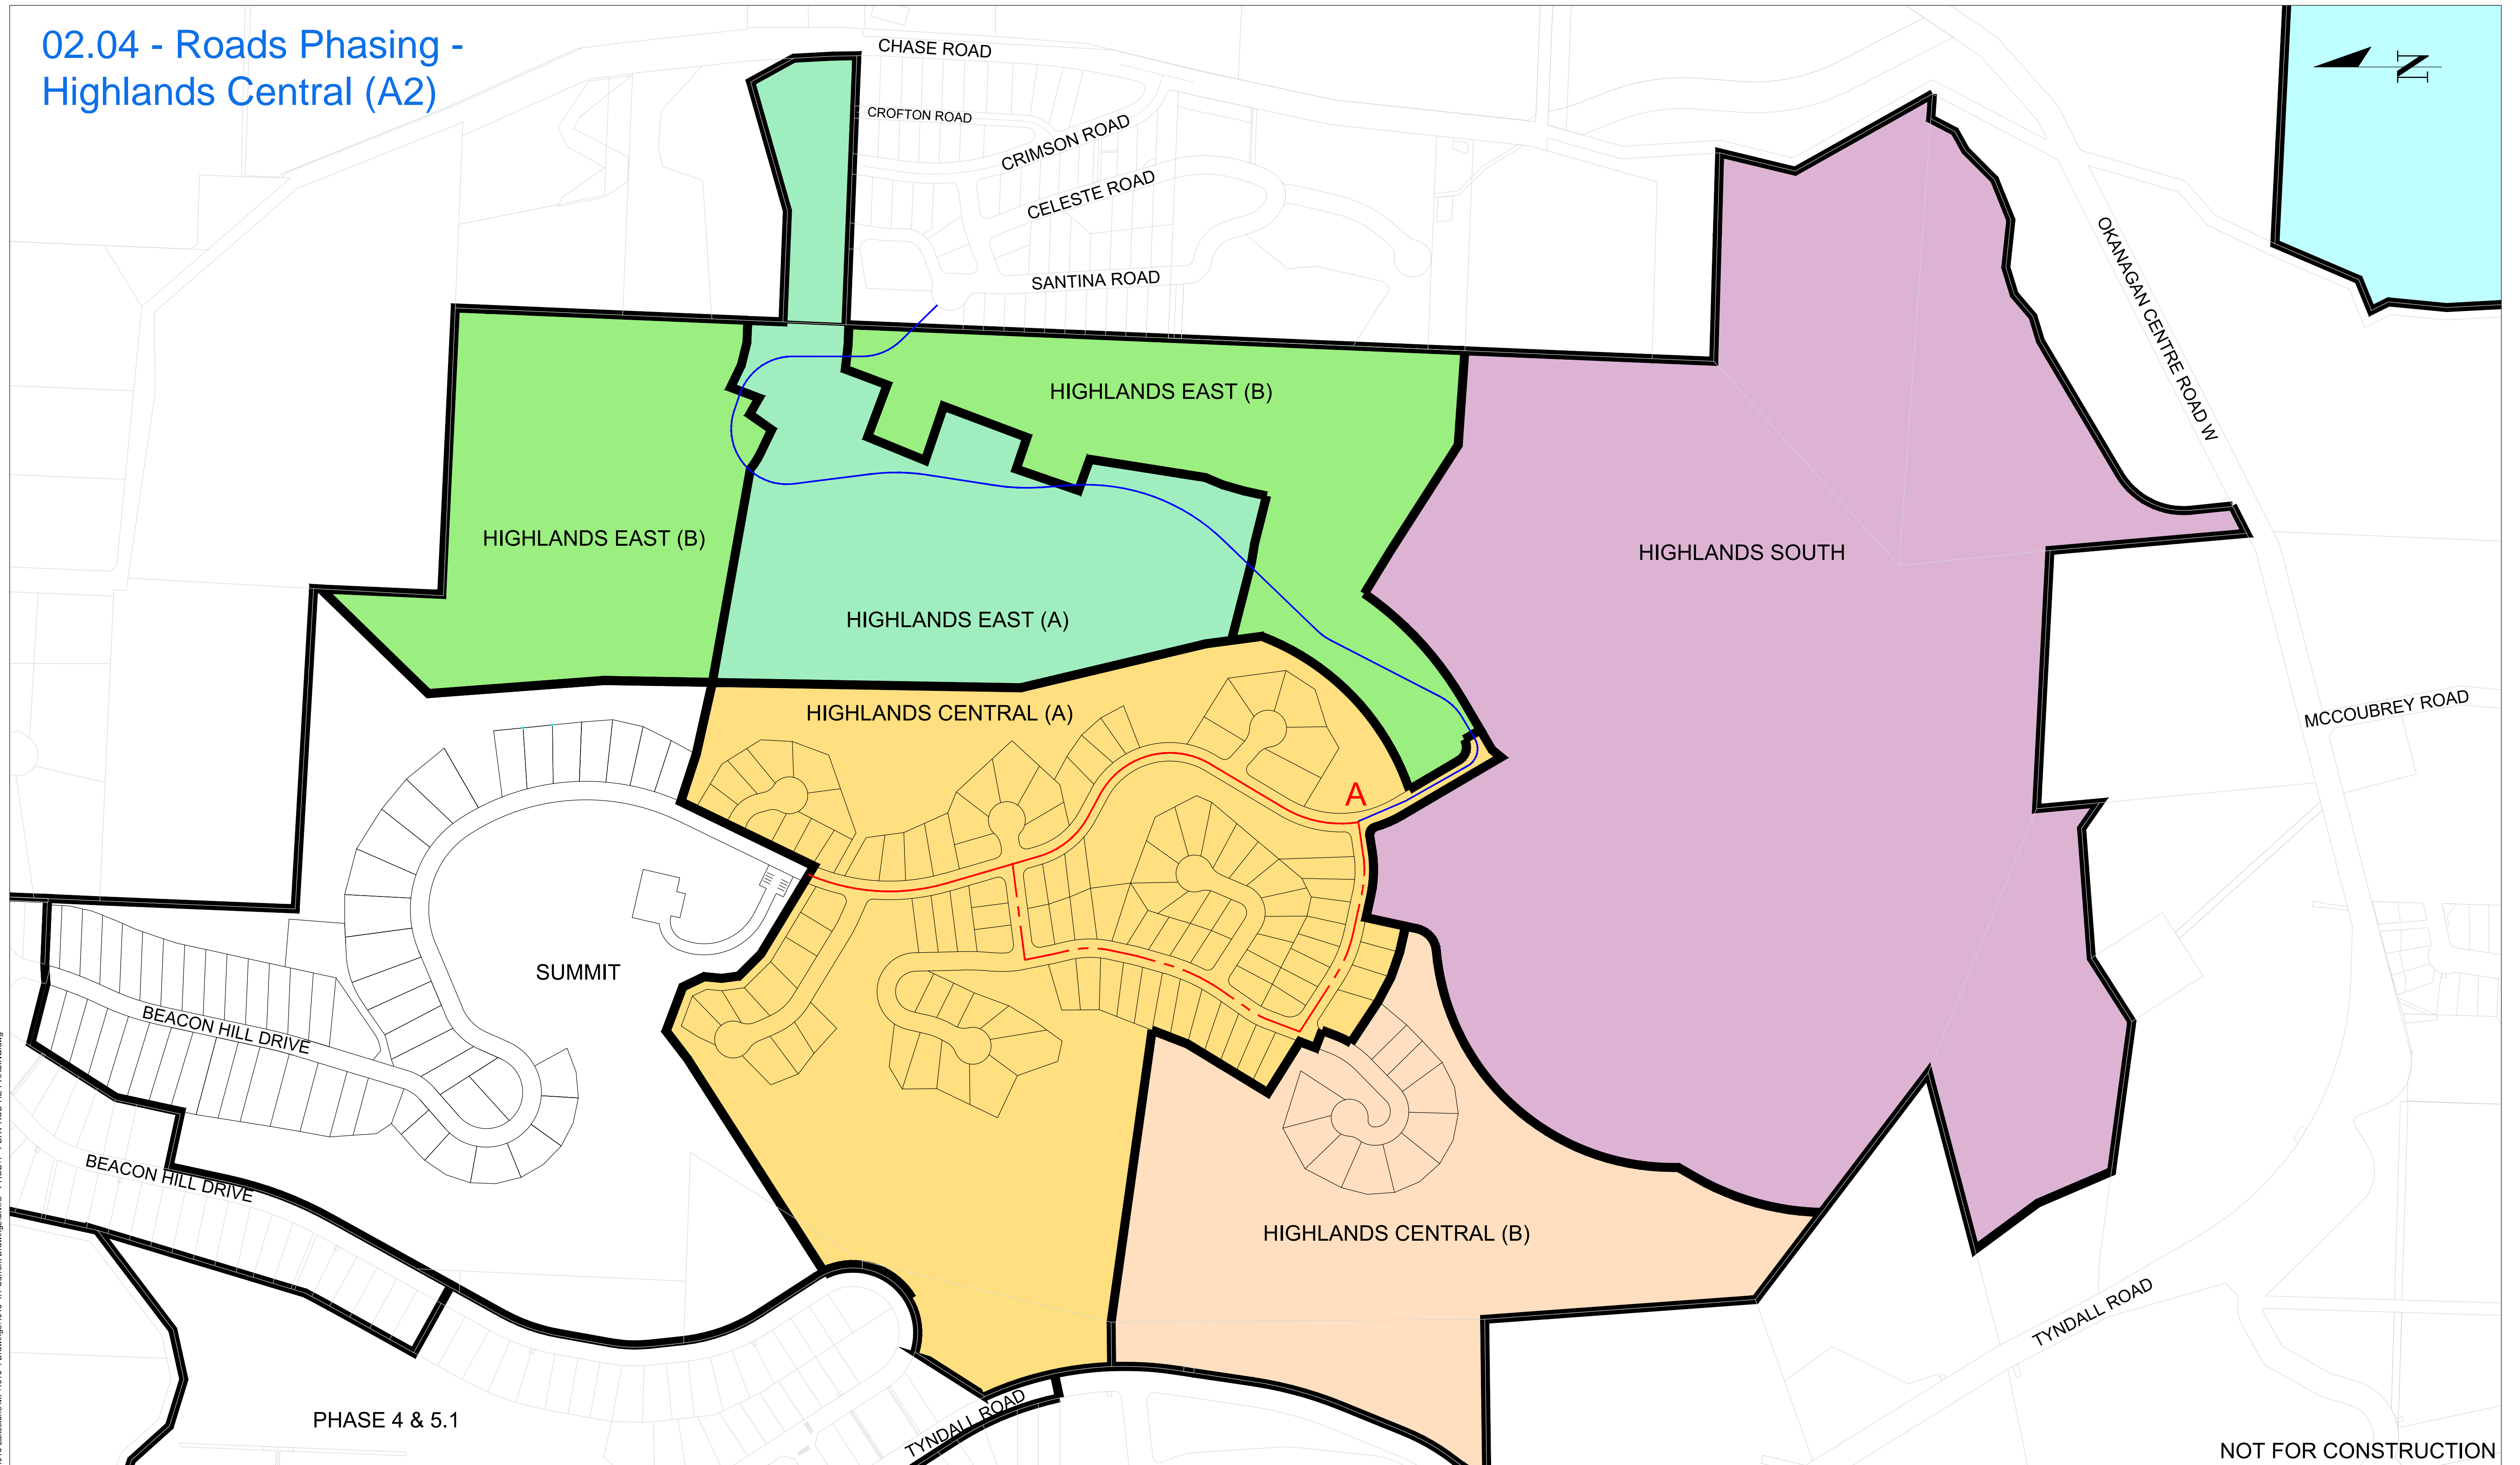 02.04 - Roads Phasing -
Highlands Central (A2)
CHASE ROAD
N
CROFTON ROAD
CRIMSON ROAD
CELESTE ROAD
SANTINA ROAD
OKANAGAN CENTRE ROAD W
HIGHLANDS EAST (B)
HIGHLANDS EAST (B)
HIGHLANDS SOUTH
HIGHLANDS EAST (A)
HIGHLANDS CENTRAL (A)
MCCOUBREY ROAD
A
SUMMIT
BEACON HILL DRIVE
BEACON HILL DRIVE
HIGHLANDS CENTRAL (B)
TYNDALL ROAD
PHASE 4 & 5.1
TYNDALL ROAD
NOT FOR CONSTRUCTION